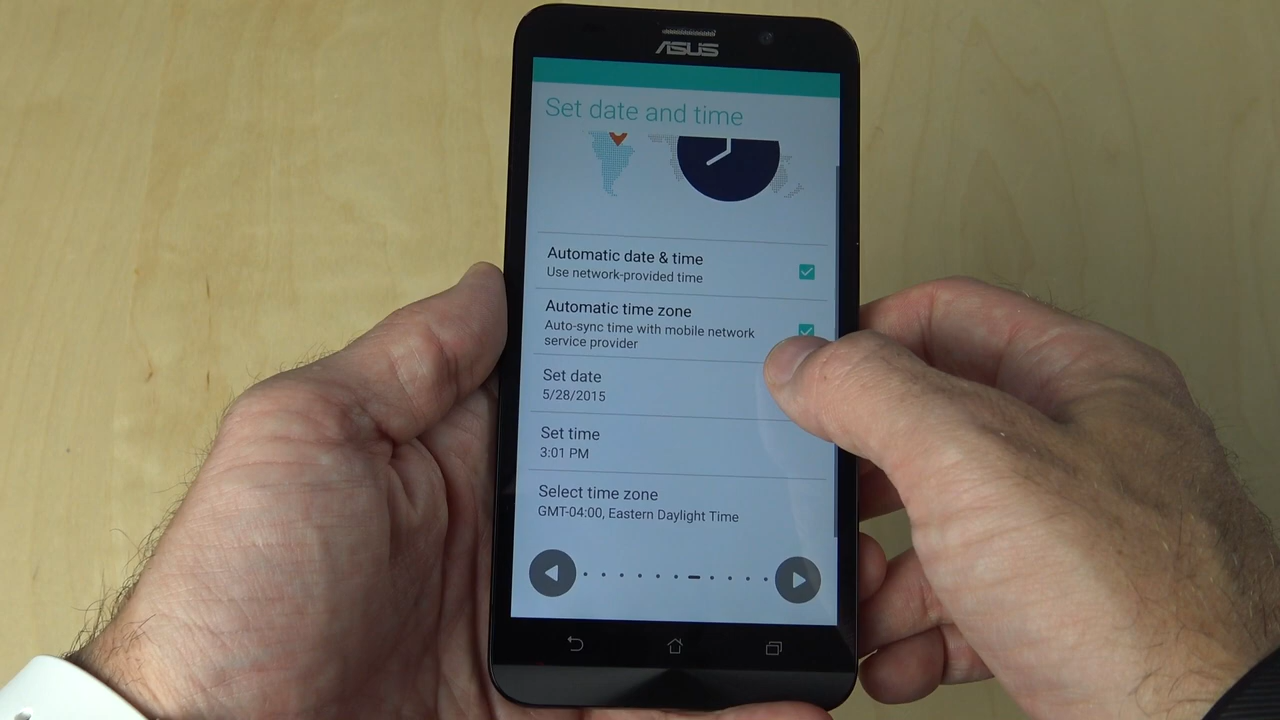 ASUS
Set date and time
Automatic date & time
Use network-provided time
Automatic time zone
Auto-sync time with mobile network
service provider
Set date
5/28/2015
Set time
3:01 PM
Select time zone
GMT-04:00, Eastern Daylight Time